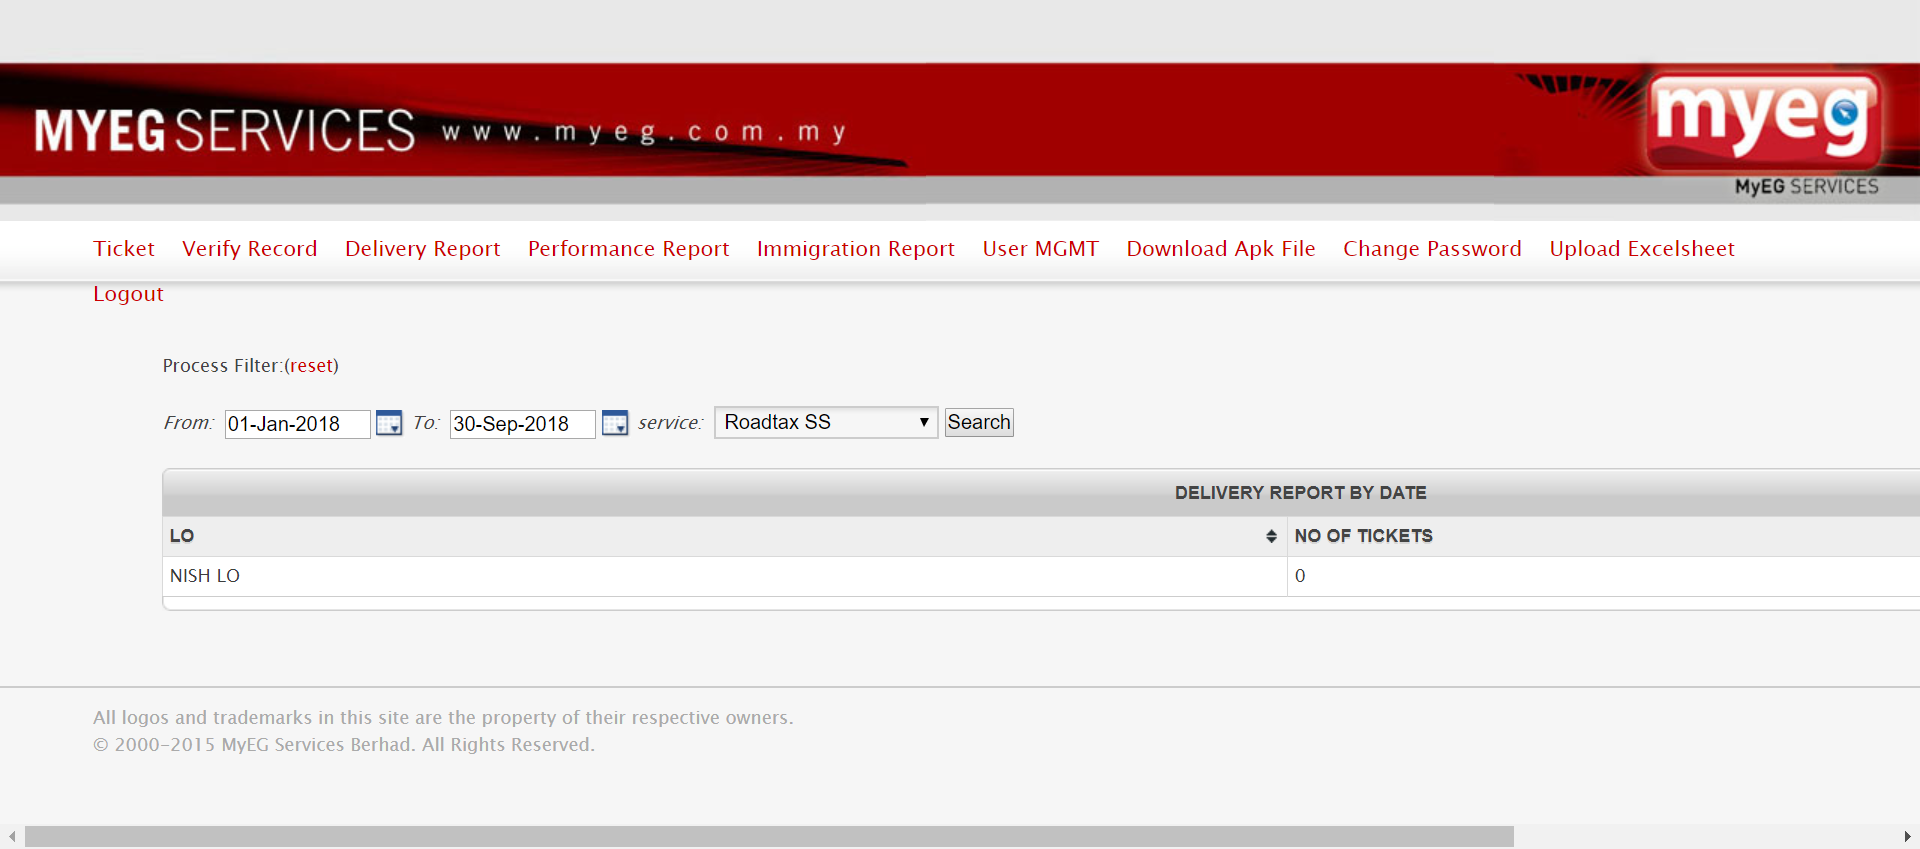 MYEG SERVICES www.myeg.com.my
myeg
MyEG SERVICES
Ticket Verify Record Delivery Report Performance Report Immigration Report User MGMT Download Apk File Change Password Upload Excelsheet
Logout
Process Filter:(reset)
From: 01-Jan-2018 To: 30-Sep-2018 service: Roadtax SS Search
DELIVERY REPORT BY DATE
LO NO OF TICKETS
NISH LO 0
All logos and trademarks in this site are the property of their respective owners.
© 2000-2015 MyEG Services Berhad. All Rights Reserved.